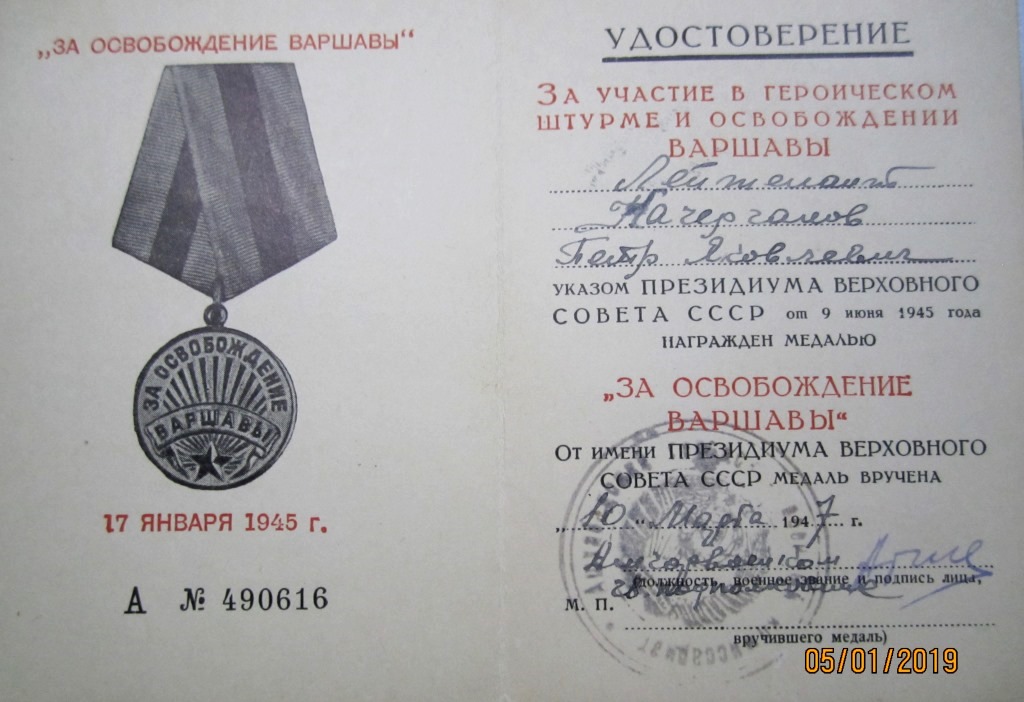 „ЗА ОСВОБОЖДЕНИЕ ВАРШАВЫ“
ЗА ОСВОБОЖДЕНИЕ
ВАРШАВЫ
17 ЯНВАРЯ 1945 г.
А № 490616
УДОСТОВЕРЕНИЕ
ЗА УЧАСТИЕ В ГЕРОИЧЕСКОМ
ШТУРМЕ И ОСВОБОЖДЕНИИ
ВАРШАВЫ
Лейтенант
Петр Яковлевич
УКАЗОМ ПРЕЗИДИУМА ВЕРХОВНОГО
СОВЕТА СССР от 9 июня 1945 года
НАГРАЖДЕН МЕДАЛЬЮ
„ЗА ОСВОБОЖДЕНИЕ
ВАРШАВЫ“
От имени ПРЕЗИДИУМА ВЕРХОВНОГО
СОВЕТА СССР МЕДАЛЬ ВРУЧЕНА
„10“ Марта 1947 г.
(должность, военное звание и подпись лица,
М. П.
вручившего медаль)
05/01/2019